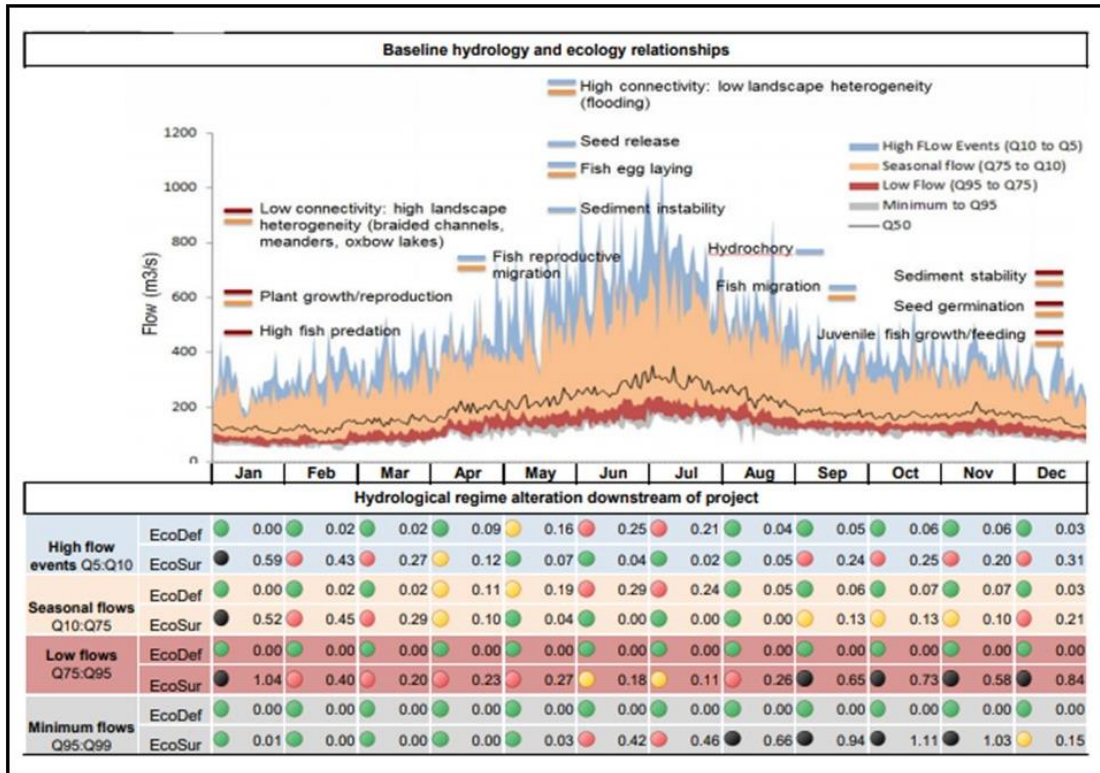 Baseline hydrology and ecology relationships
High connectivity: low landscape heterogeneity
(flooding)
1200
Seed release
High FLow Events (Q10 to Q5)
Fish egg laying
Seasonal flow (Q75 to Q10)
1000
Low Flow (Q95 to Q75)
Low connectivity: high landscape
heterogeneity (braided channels,
meanders, oxbow lakes)
Sediment instability
Minimum to Q95
Q50
800
Hydrochory
Fish reproductive
migration
Sediment stability
Flow (m3/s)
600
Plant growth/reproduction
Fish migration
Seed germination
High fish predation
Juvenile fish growth/feeding
400
200
0
Jan Feb Mar Apr May Jun Jul Aug Sep Oct Nov Dec
Hydrological regime alteration downstream of project
High flow
events Q5:Q10
EcoDef 0.00 0.02 0.02 0.09 0.16 0.25 0.21 0.04 0.05 0.06 0.06 0.03
EcoSur 0.59 0.43 0.27 0.12 0.07 0.04 0.02 0.05 0.24 0.25 0.20 0.31
Seasonal flows
Q10:Q75
EcoDef 0.00 0.02 0.02 0.11 0.19 0.29 0.24 0.05 0.06 0.07 0.07 0.03
EcoSur 0.52 0.45 0.29 0.10 0.04 0.00 0.00 0.00 0.13 0.13 0.10 0.21
Low flows
Q75:Q95
EcoDef 0.00 0.00 0.00 0.00 0.00 0.00 0.00 0.00 0.00 0.00 0.00 0.00
EcoSur 1.04 0.40 0.20 0.23 0.27 0.18 0.11 0.26 0.65 0.73 0.58 0.84
Minimum flows
Q95:Q99
EcoDef 0.00 0.00 0.00 0.00 0.00 0.00 0.00 0.00 0.00 0.00 0.00 0.00
EcoSur 0.01 0.00 0.00 0.00 0.03 0.42 0.46 0.66 0.94 1.11 1.03 0.15